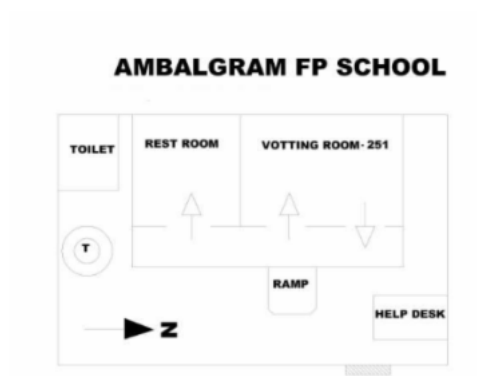 AMBALGRAM FP SCHOOL
TOILET
REST ROOM
VOTTING ROOM-251
T
RAMP
HELP DESK
N